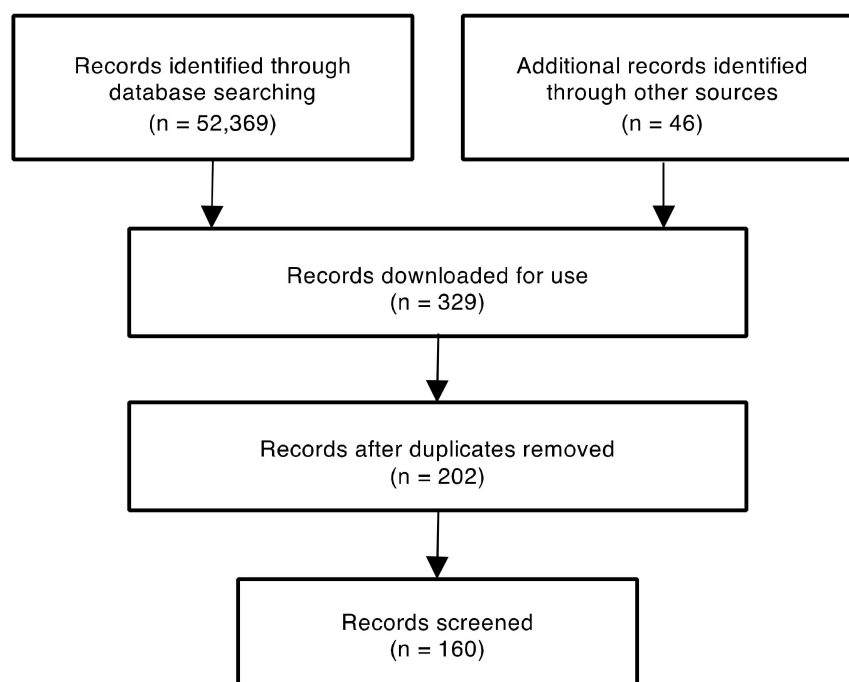 Records identified through
database searching
(n = 52,369)
Additional records identified
through other sources
(n = 46)
Records downloaded for use
(n = 329)
Records after duplicates removed
(n = 202)
Records screened
(n = 160)